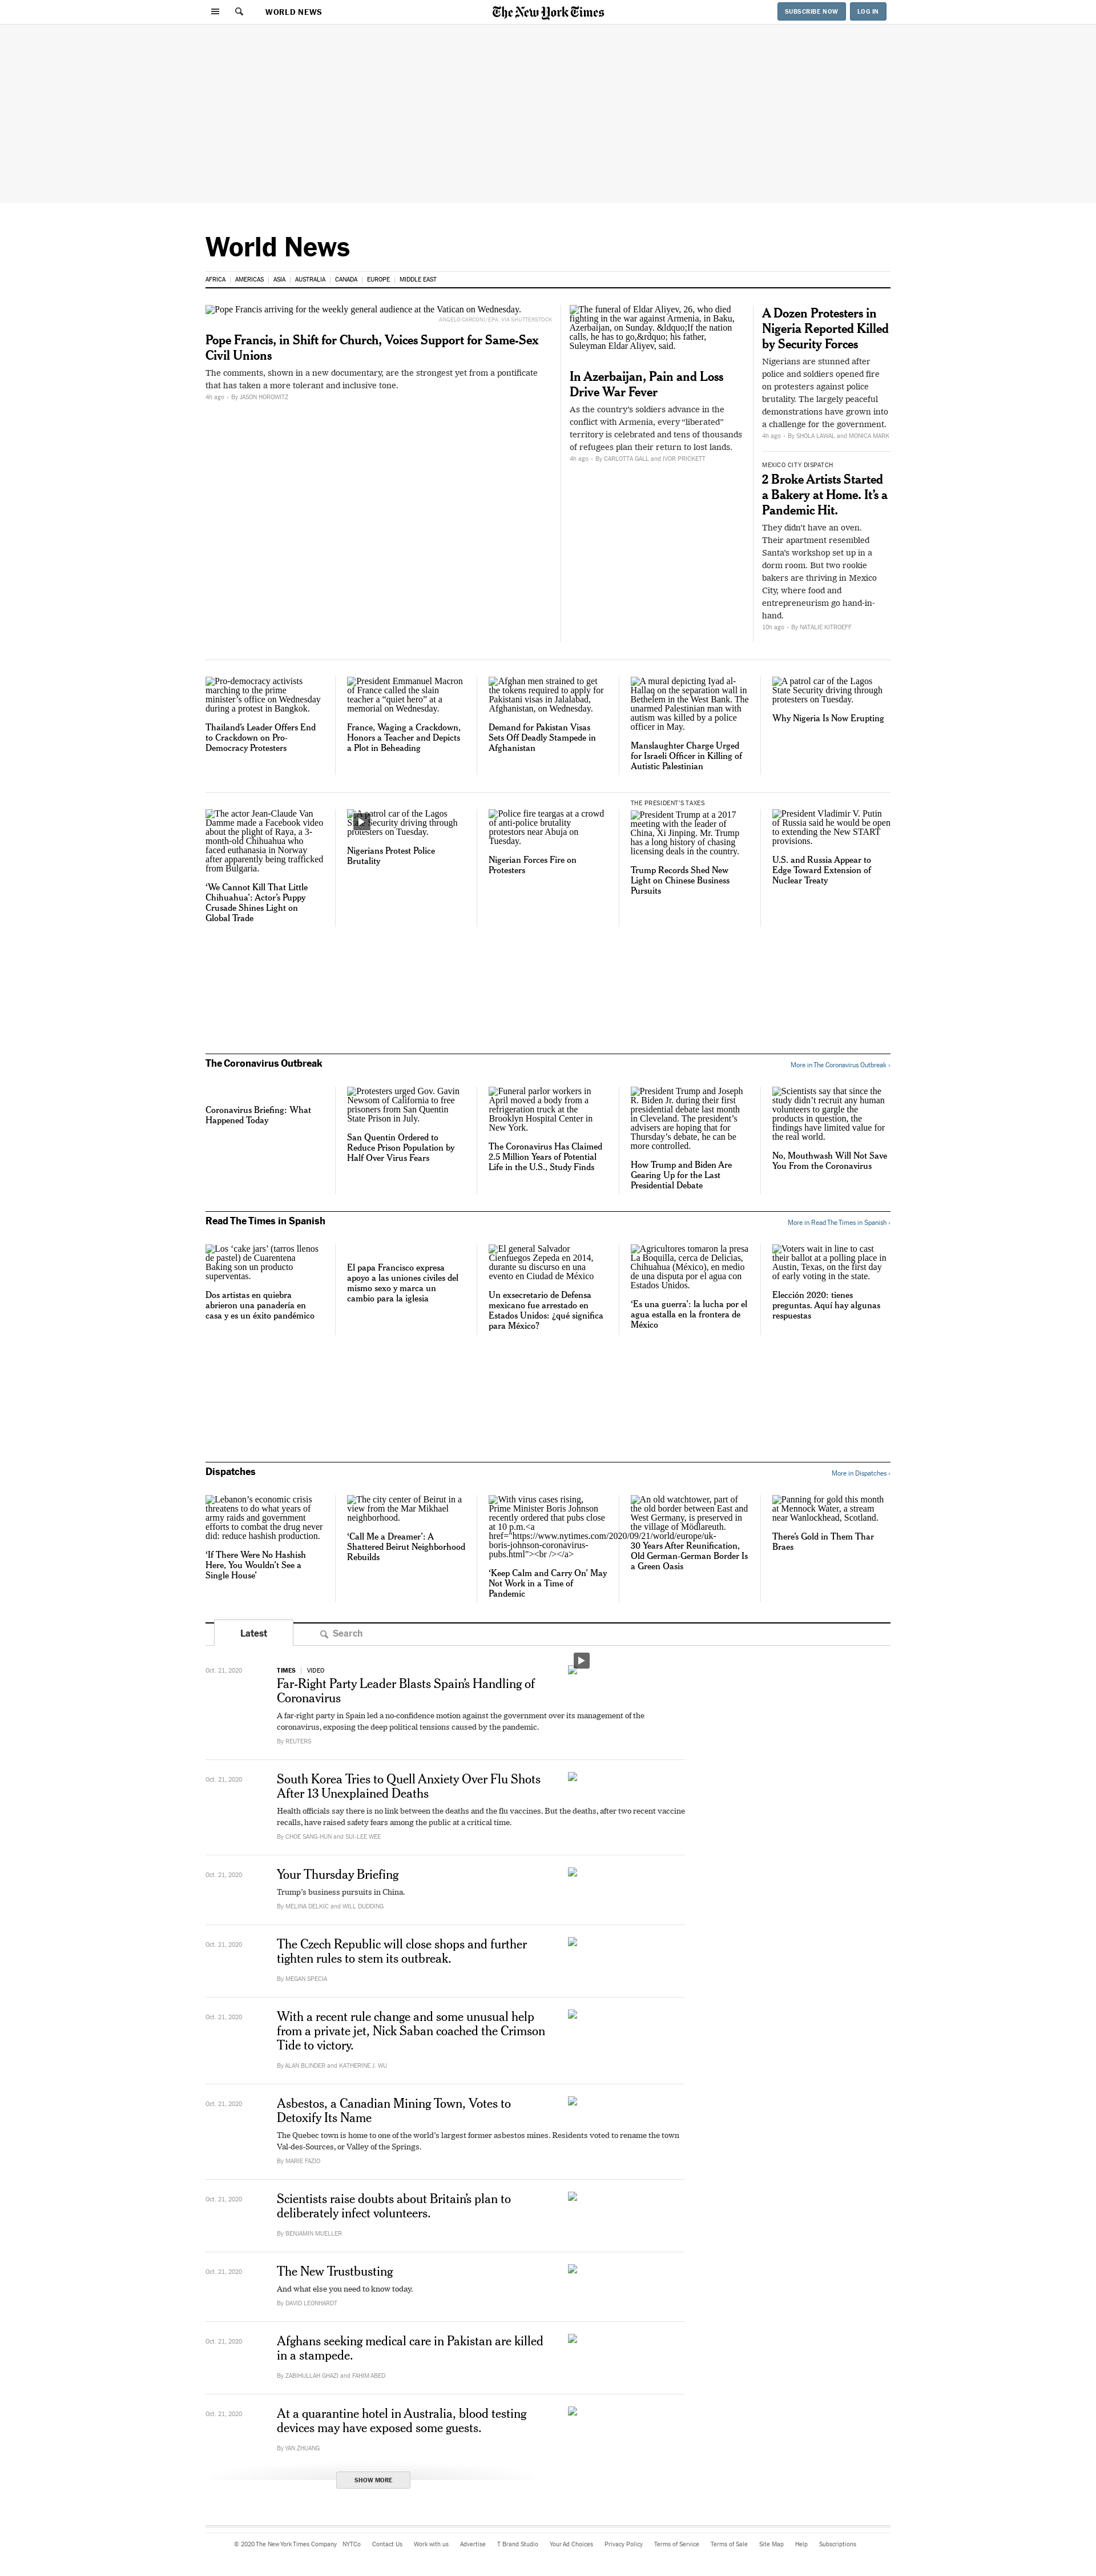 WORLD NEWS
The New York Times
SUBSCRIBE NOW
LOG IN
World News
AFRICA
AMERICAS
ASIA
AUSTRALIA
CANADA
EUROPE
MIDDLE EAST
Pope Francis arriving for the weekly general audience at the Vatican on Wednesday.
ANGELO CARCONI/EPA, VIA SHUTTERSTOCK
Pope Francis, in Shift for Church, Voices Support for Same-Sex
Civil Unions
The comments, shown in a new documentary, are the strongest yet from a pontificate
that has taken a more tolerant and inclusive tone.
4h ago • By JASON HOROWITZ
The funeral of Eldar Aliyev, 26, who died
fighting in the war against Armenia, in Baku,
Azerbaijan, on Sunday. &ldquo;If the nation
calls, he has to go,&rdquo; his father,
Suleyman Eldar Aliyev, said.
In Azerbaijan, Pain and Loss
Drive War Fever
As the country's soldiers advance in the
conflict with Armenia, every “liberated”
territory is celebrated and tens of thousands
of refugees plan their return to lost lands.
4h ago • By CARLOTTA GALL and IVOR PRICKETT
A Dozen Protesters in
Nigeria Reported Killed
by Security Forces
Nigerians are stunned after
police and soldiers opened fire
on protesters against police
brutality. The largely peaceful
demonstrations have grown into
a challenge for the government.
4h ago • By SHOLA LAWAL and MONICA MARK
MEXICO CITY DISPATCH
2 Broke Artists Started
a Bakery at Home. It’s a
Pandemic Hit.
They didn’t have an oven.
Their apartment resembled
Santa’s workshop set up in a
dorm room. But two rookie
bakers are thriving in Mexico
City, where food and
entrepreneurism go hand-in-
hand.
10h ago • By NATALIE KITROEFF
Pro-democracy activists
marching to the prime
minister’s office on Wednesday
during a protest in Bangkok.
Thailand’s Leader Offers End
to Crackdown on Pro-
Democracy Protesters
President Emmanuel Macron
of France called the slain
teacher a “quiet hero” at a
memorial on Wednesday.
France, Waging a Crackdown,
Honors a Teacher and Depicts
a Plot in Beheading
Afghan men strained to get
the tokens required to apply for
Pakistani visas in Jalalabad,
Afghanistan, on Wednesday.
Demand for Pakistan Visas
Sets Off Deadly Stampede in
Afghanistan
A mural depicting Iyad al-
Hallaq on the separation wall in
Bethelem in the West Bank. The
unarmed Palestinian man with
autism was killed by a police
officer in May.
Manslaughter Charge Urged
for Israeli Officer in Killing of
Autistic Palestinian
A patrol car of the Lagos
State Security driving through
protesters on Tuesday.
Why Nigeria Is Now Erupting
The actor Jean-Claude Van
Damme made a Facebook video
about the plight of Raya, a 3-
month-old Chihuahua who
faced euthanasia in Norway
after apparently being trafficked
from Bulgaria.
‘We Cannot Kill That Little
Chihuahua’: Actor’s Puppy
Crusade Shines Light on
Global Trade
A patrol car of the Lagos
State Security driving through
protesters on Tuesday.
Nigerians Protest Police
Brutality
Police fire teargas at a crowd
of anti-police brutality
protestors near Abuja on
Tuesday.
Nigerian Forces Fire on
Protesters
THE PRESIDENT’S TAXES
President Trump at a 2017
meeting with the leader of
China, Xi Jinping. Mr. Trump
has a long history of chasing
licensing deals in the country.
Trump Records Shed New
Light on Chinese Business
Pursuits
President Vladimir V. Putin
of Russia said he would be open
to extending the New START
provisions.
U.S. and Russia Appear to
Edge Toward Extension of
Nuclear Treaty
The Coronavirus Outbreak
More in The Coronavirus Outbreak ›
Coronavirus Briefing: What
Happened Today
Protesters urged Gov. Gavin
Newsom of California to free
prisoners from San Quentin
State Prison in July.
San Quentin Ordered to
Reduce Prison Population by
Half Over Virus Fears
Funeral parlor workers in
April moved a body from a
refrigeration truck at the
Brooklyn Hospital Center in
New York.
The Coronavirus Has Claimed
2.5 Million Years of Potential
Life in the U.S., Study Finds
President Trump and Joseph
R. Biden Jr. during their first
presidential debate last month
in Cleveland. The president’s
advisers are hoping that for
Thursday’s debate, he can be
more controlled.
How Trump and Biden Are
Gearing Up for the Last
Presidential Debate
Scientists say that since the
study didn’t recruit any human
volunteers to gargle the
products in question, the
findings have limited value for
the real world.
No, Mouthwash Will Not Save
You From the Coronavirus
Read The Times in Spanish
More in Read The Times in Spanish ›
Los ‘cake jars’ (tarros llenos
de pastel) de Cuarentena
Baking son un producto
superventas.
Dos artistas en quiebra
abrieron una panadería en
casa y es un éxito pandémico
El papa Francisco expresa
apoyo a las uniones civiles del
mismo sexo y marca un
cambio para la iglesia
El general Salvador
Cienfuegos Zepeda en 2014,
durante su discurso en una
evento en Ciudad de México
Un exsecretario de Defensa
mexicano fue arrestado en
Estados Unidos: ¿qué significa
para México?
Agricultores tomaron la presa
La Boquilla, cerca de Delicias,
Chihuahua (México), en medio
de una disputa por el agua con
Estados Unidos.
‘Es una guerra’: la lucha por el
agua estalla en la frontera de
México
Voters wait in line to cast
their ballot at a polling place in
Austin, Texas, on the first day
of early voting in the state.
Elección 2020: tienes
preguntas. Aquí hay algunas
respuestas
Dispatches
More in Dispatches ›
Lebanon’s economic crisis
threatens to do what years of
army raids and government
efforts to combat the drug never
did: reduce hashish production.
‘If There Were No Hashish
Here, You Wouldn’t See a
Single House’
The city center of Beirut in a
view from the Mar Mikhael
neighborhood.
‘Call Me a Dreamer’: A
Shattered Beirut Neighborhood
Rebuilds
With virus cases rising,
Prime Minister Boris Johnson
recently ordered that pubs close
at 10 p.m.<a
href="https://www.nytimes.com/2020/09/21/world/europe/uk-
boris-johnson-coronavirus-
pubs.html"><br /></a>
‘Keep Calm and Carry On’ May
Not Work in a Time of
Pandemic
An old watchtower, part of
the old border between East and
West Germany, is preserved in
the village of Mödlareuth.
30 Years After Reunification,
Old German-German Border Is
a Green Oasis
Panning for gold this month
at Mennock Water, a stream
near Wanlockhead, Scotland.
There’s Gold in Them Thar
Braes
Latest
Search
Oct. 21, 2020
TIMES
VIDEO
Far-Right Party Leader Blasts Spain’s Handling of
Coronavirus
A far-right party in Spain led a no-confidence motion against the government over its management of the
coronavirus, exposing the deep political tensions caused by the pandemic.
By REUTERS
Oct. 21, 2020
South Korea Tries to Quell Anxiety Over Flu Shots
After 13 Unexplained Deaths
Health officials say there is no link between the deaths and the flu vaccines. But the deaths, after two recent vaccine
recalls, have raised safety fears among the public at a critical time.
By CHOE SANG-HUN and SUI-LEE WEE
Oct. 21, 2020
Your Thursday Briefing
Trump’s business pursuits in China.
By MELINA DELKIC and WILL DUDDING
Oct. 21, 2020
The Czech Republic will close shops and further
tighten rules to stem its outbreak.
By MEGAN SPECIA
Oct. 21, 2020
With a recent rule change and some unusual help
from a private jet, Nick Saban coached the Crimson
Tide to victory.
By ALAN BLINDER and KATHERINE J. WU
Oct. 21, 2020
Asbestos, a Canadian Mining Town, Votes to
Detoxify Its Name
The Quebec town is home to one of the world’s largest former asbestos mines. Residents voted to rename the town
Val-des-Sources, or Valley of the Springs.
By MARIE FAZIO
Oct. 21, 2020
Scientists raise doubts about Britain’s plan to
deliberately infect volunteers.
By BENJAMIN MUELLER
Oct. 21, 2020
The New Trustbusting
And what else you need to know today.
By DAVID LEONHARDT
Oct. 21, 2020
Afghans seeking medical care in Pakistan are killed
in a stampede.
By ZABIHULLAH GHAZI and FAHIM ABED
Oct. 21, 2020
At a quarantine hotel in Australia, blood testing
devices may have exposed some guests.
By YAN ZHUANG
SHOW MORE
© 2020 The New York Times Company
NYTCo
Contact Us
Work with us
Advertise
T Brand Studio
Your Ad Choices
Privacy Policy
Terms of Service
Terms of Sale
Site Map
Help
Subscriptions